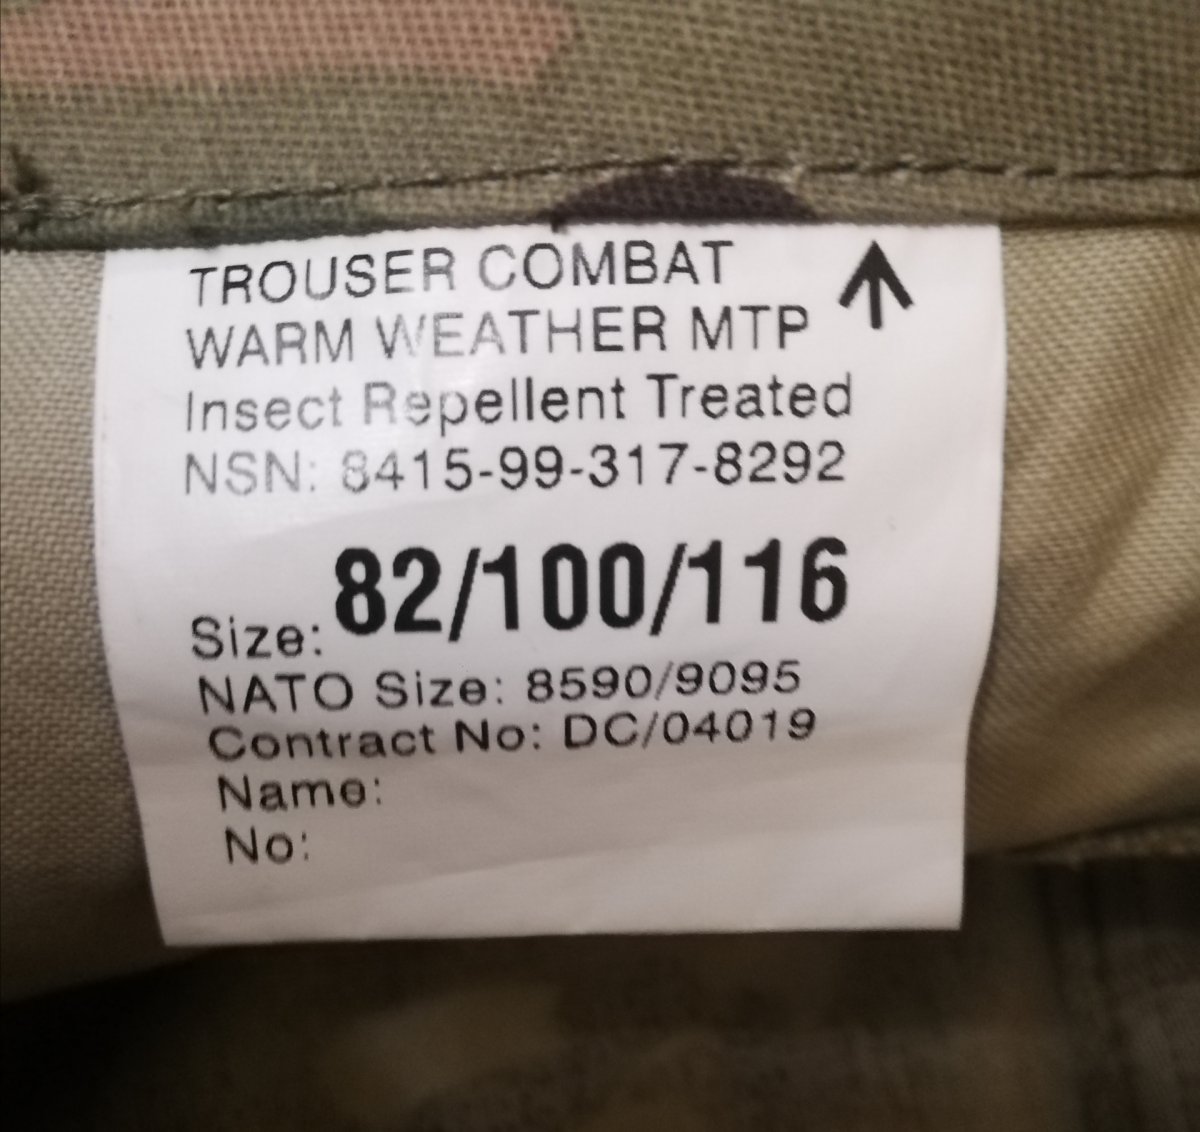 TROUSER COMBAT
WARM WEATHER MTP
Insect Repellent Treated
NSN: 8415-99-317-8292
Size: 82/100/116
NATO Size: 8590/9095
Contract No: DC/04019
Name:
No: